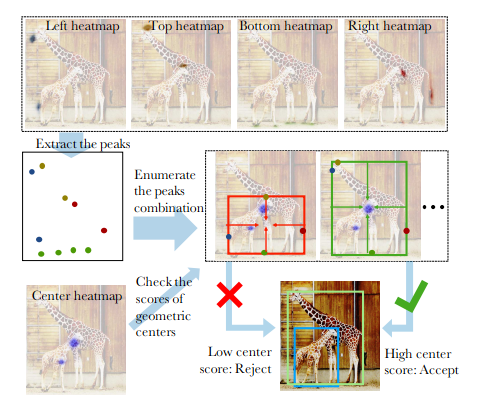 Left heatmap
Top heatmap
Bottom heatmap
Right heatmap
Extract the peaks
Enumerate
the peaks
combination
Center heatmap
Check the
scores of
geometric
centers
Low center
score: Reject
High center
score: Accept